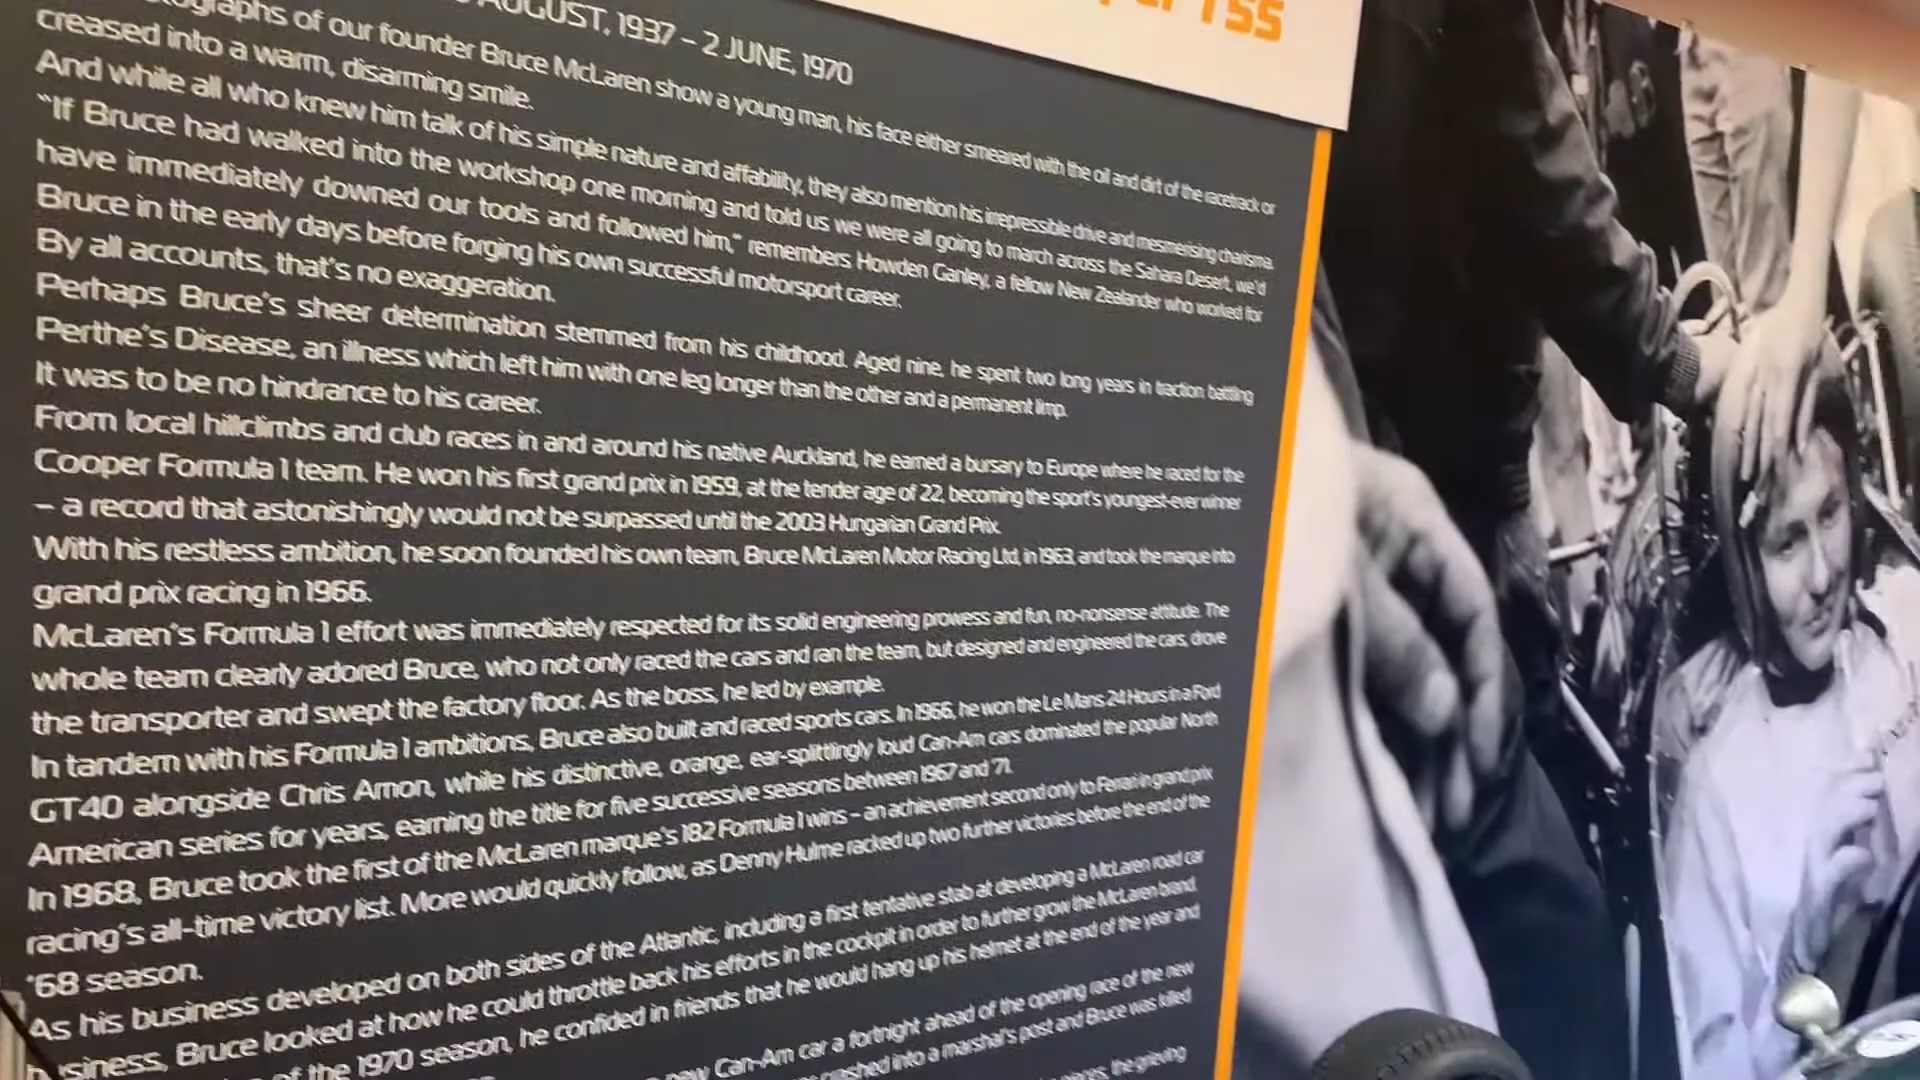 AUGUST, 1937 – 2 JUNE, 1970
of our founder Bruce McLaren show a young man, his face either smeared with the oil and dirt of the racetrack or
creased into a warm, disarming smile.
And while all who knew him talk of his simple nature and affability, they also mention his irrepressible drive and mesmerising charisma.
“If Bruce had walked into the workshop one morning and told us we were all going to march across the Sahara Desert, we’d
have immediately downed our tools and followed him,” remembers Howden Ganley, a fellow New Zealander who worked for
Bruce in the early days before forging his own successful motorsport career.
By all accounts, that’s no exaggeration.
Perhaps Bruce’s sheer determination stemmed from his childhood. Aged nine, he spent two long years in traction battling
Perthe’s Disease, an illness which left him with one leg longer than the other and a permanent limp.
It was to be no hindrance to his career.
From local hillclimbs and club races in and around his native Auckland, he earned a bursary to Europe where he raced for the
Cooper Formula 1 team. He won his first grand prix in 1959, at the tender age of 22, becoming the sport’s youngest-ever winner
– a record that astonishingly would not be surpassed until the 2003 Hungarian Grand Prix.
With his restless ambition, he soon founded his own team, Bruce McLaren Motor Racing Ltd, in 1963, and took the marque into
grand prix racing in 1966.
McLaren’s Formula 1 effort was immediately respected for its solid engineering prowess and fun, no-nonsense attitude. The
whole team clearly adored Bruce, who not only raced the cars and ran the team, but designed and engineered the cars, drove
the transporter and swept the factory floor. As the boss, he led by example.
In tandem with his Formula 1 ambitions, Bruce also built and raced sports cars. In 1966, he won the Le Mans 24 Hours in a Ford
GT40 alongside Chris Amon, while his distinctive, orange, ear-splittingly loud Can-Am cars dominated the popular North
American series for years, earning the title for five successive seasons between 1967 and ’71.
In 1968, Bruce took the first of the McLaren marque’s 182 Formula 1 wins – an achievement second only to Ferrari in grand prix
racing’s all-time victory list. More would quickly follow, as Denny Hulme racked up two further victories before the end of the
’68 season.
As his business developed on both sides of the Atlantic, including a first tentative stab at developing a McLaren road car
business, Bruce looked at how he could throttle back his efforts in the cockpit in order to further grow the McLaren brand.
of the 1970 season, he confided in friends that he would hang up his helmet at the end of the year and
new Can-Am car a fortnight ahead of the opening race of the new
crashed into a marshal’s post and Bruce was killed
the grieving